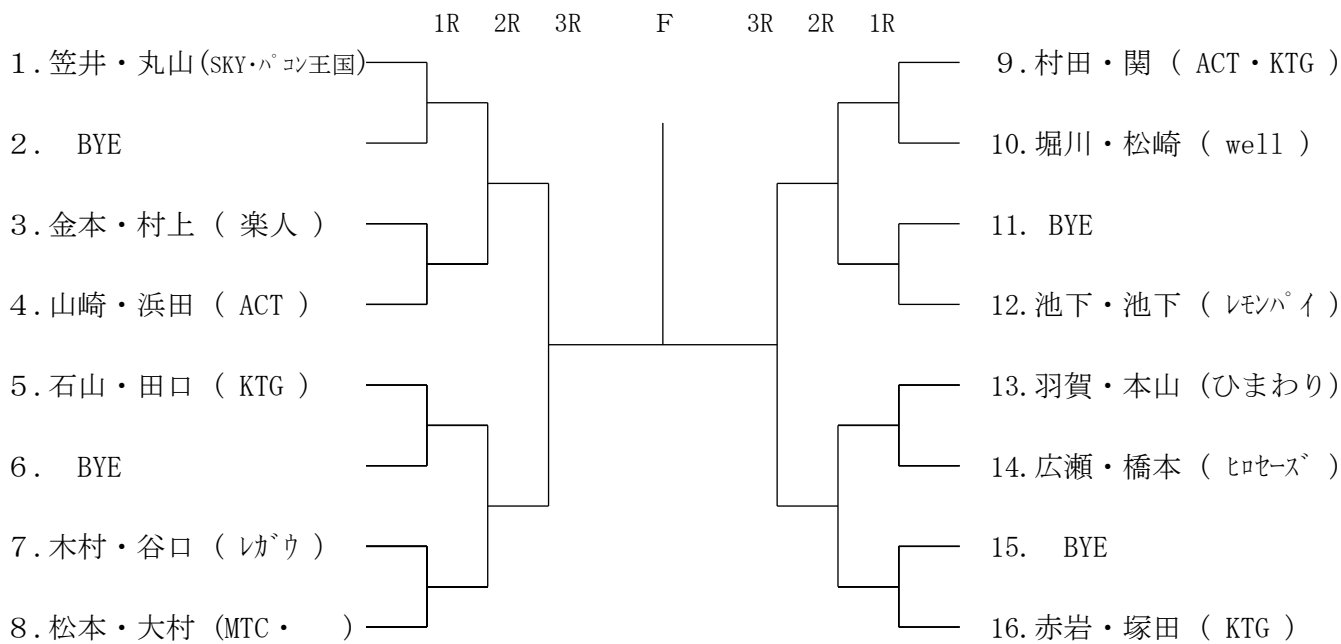 1R 2R 3R F 3R 2R 1R
1.笠井・丸山(SKY・パコン王国)
2. BYE
3.金本・村上 ( 楽人 )
4.山崎・浜田 ( ACT )
5.石山・田口 ( KTG )
6. BYE
7.木村・谷口 ( レガウ )
8.松本・大村 (MTC・ )
9.村田・関 ( ACT・KTG )
10.堀川・松崎 ( well )
11. BYE
12.池下・池下 ( レモンパイ )
13.羽賀・本山 (ひまわり)
14.広瀬・橋本 ( ヒロセーズ )
15. BYE
16.赤岩・塚田 ( KTG )